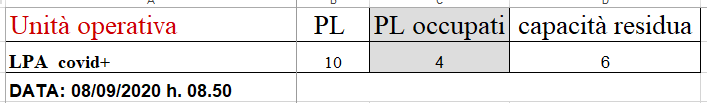 A B C D
Unità operativa PL PL occupati capacità residua
LPA covid+ 10 4 6
DATA: 08/09/2020 h. 08.50